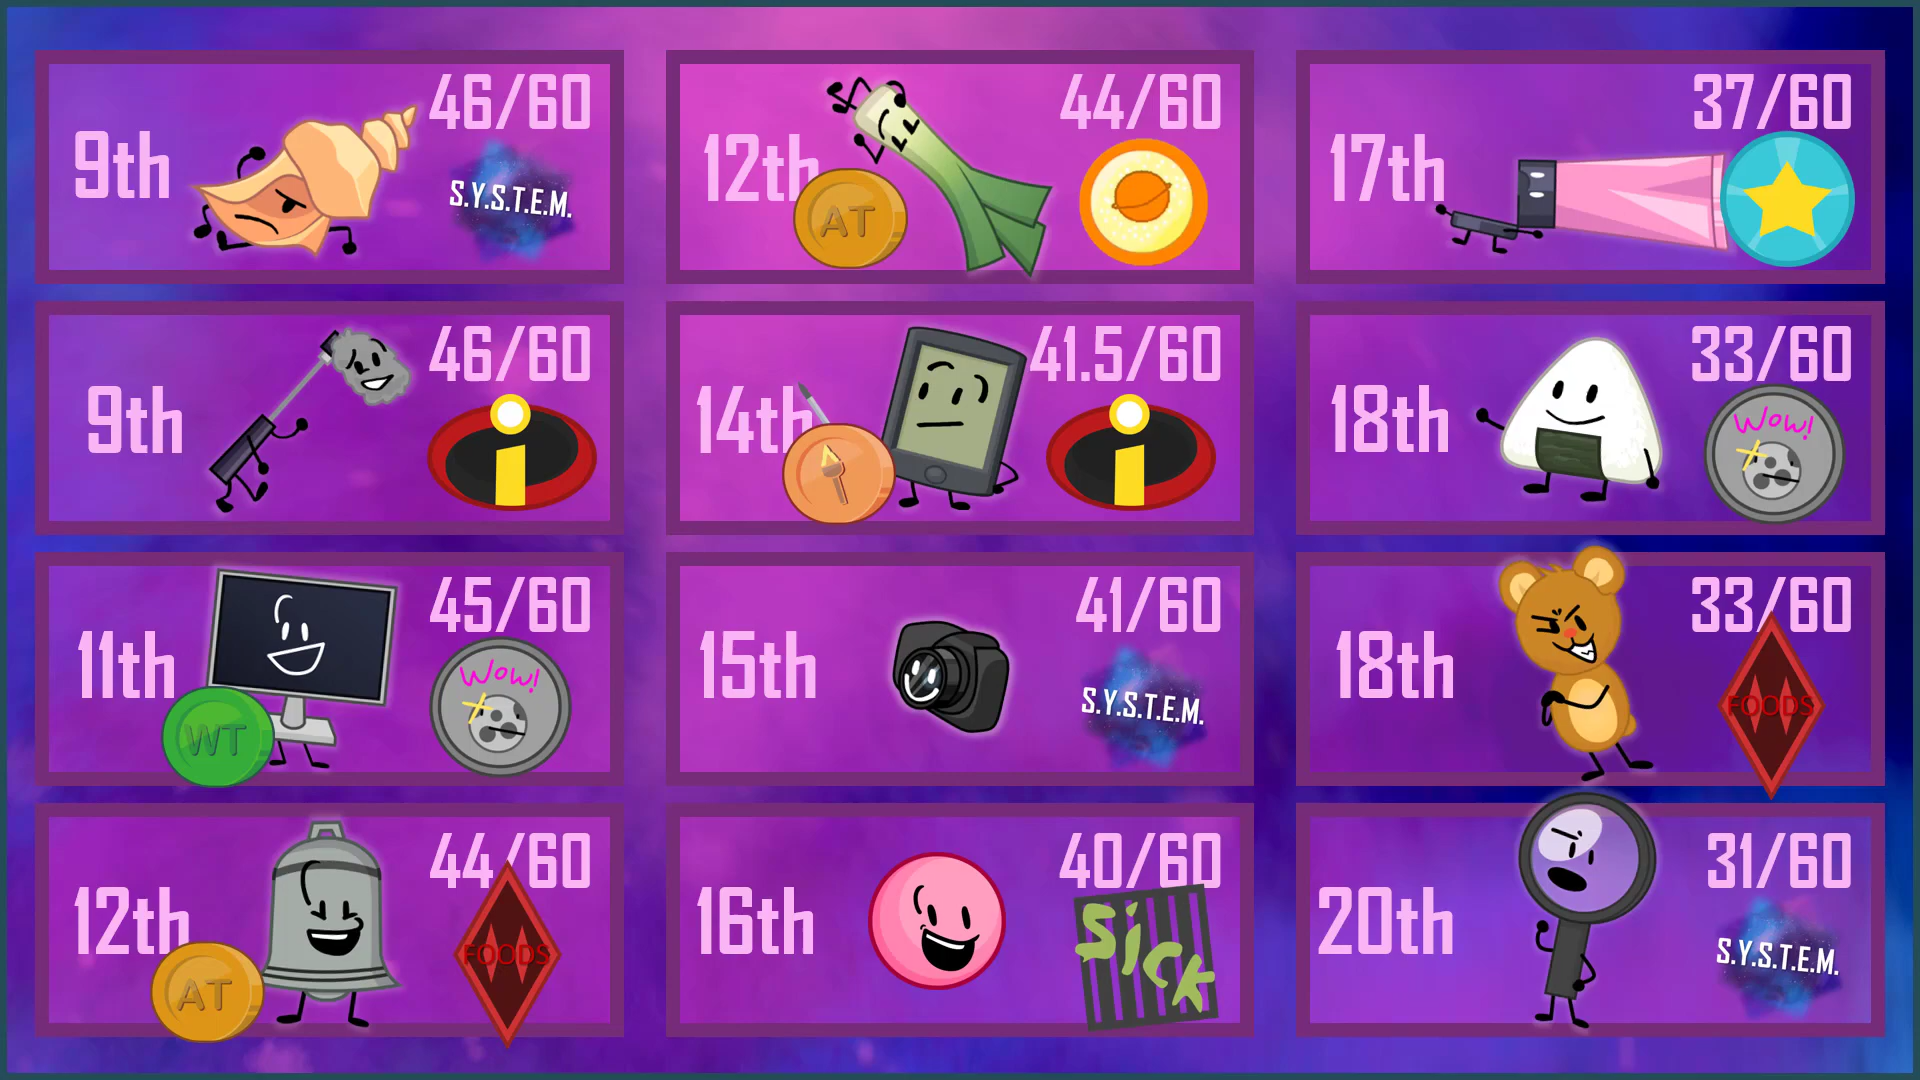 9th
46/60
S.Y.S.T.E.M.
9th
46/60
i
11th
45/60
WT
Wow!
12th
44/60
AT
FOODS
12th
44/60
AT
14th
41.5/60
i
15th
41/60
S.Y.S.T.E.M.
16th
40/60
Sick
17th
37/60
18th
33/60
Wow!
18th
33/60
FOODS
20th
31/60
S.Y.S.T.E.M.